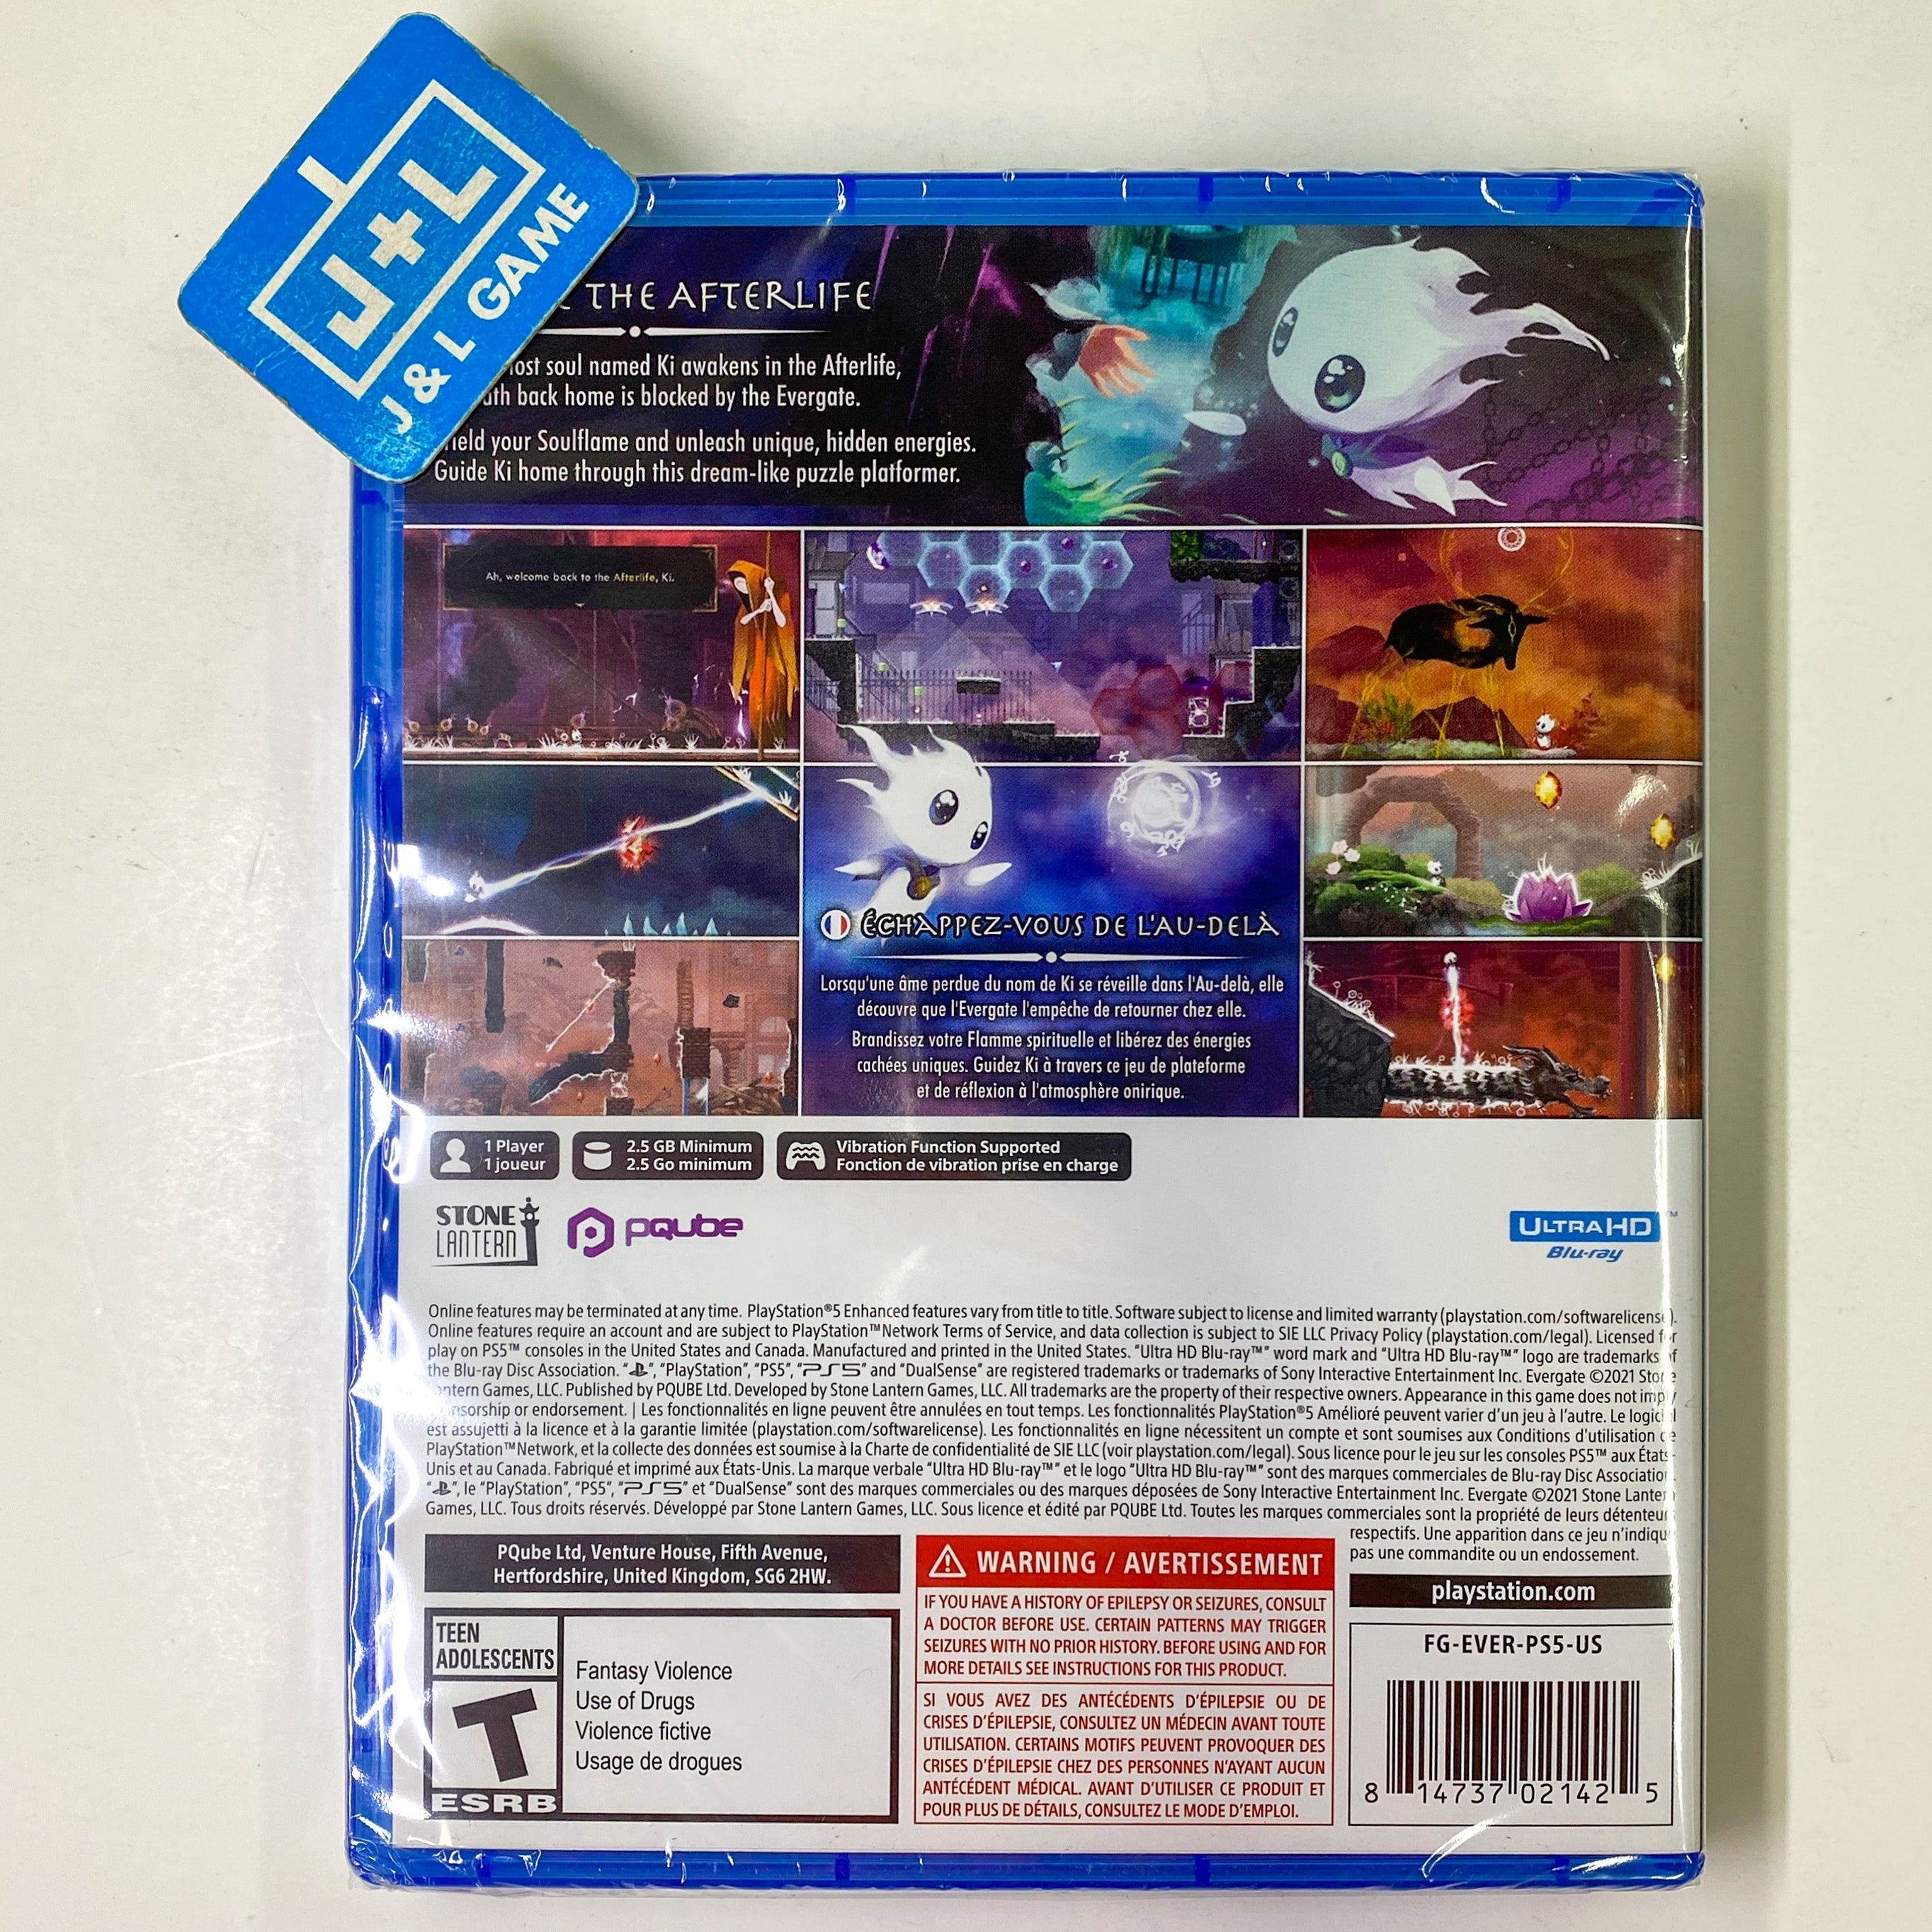 J+L
J & L GAME
THE AFTERLIFE
lost soul named Ki awakens in the Afterlife,
back home is blocked by the Evergate.
your Soulflame and unleash unique, hidden energies.
Guide Ki home through this dream-like puzzle platformer.
Ah, welcome back to the Afterlife, Ki.
ÉCHAPPEZ-VOUS DE L'AU-DELÀ
Lorsqu'une âme perdue du nom de Ki se réveille dans l'Au-delà, elle
découvre que l'Evergate l'empêche de retourner chez elle.
Brandissez votre Flamme spirituelle et libérez des énergies
cachées uniques. Guidez Ki à travers ce jeu de plateforme
et de réflexion à l'atmosphère onirique.
1 Player
1 joueur
2.5 GB Minimum
2.5 Go minimum
Vibration Function Supported
Fonction de vibration prise en charge
STONE
LANTERN
PQube
ULTRA HD™
Blu-ray
Online features may be terminated at any time. PlayStation®5 Enhanced features vary from title to title. Software subject to license and limited warranty (playstation.com/softwarelicense).
Online features require an account and are subject to PlayStation™Network Terms of Service, and data collection is subject to SIE LLC Privacy Policy (playstation.com/legal). Licensed for
play on PS5™ consoles in the United States and Canada. Manufactured and printed in the United States. "Ultra HD Blu-ray™" word mark and "Ultra HD Blu-ray™" logo are trademarks of
the Blu-ray Disc Association. "PS", "PlayStation", "PS5", "PS5" and "DualSense" are registered trademarks or trademarks of Sony Interactive Entertainment Inc. Evergate ©2021 Stone
Lantern Games, LLC. Published by PQUBE Ltd. Developed by Stone Lantern Games, LLC. All trademarks are the property of their respective owners. Appearance in this game does not imply
sponsorship or endorsement. | Les fonctionnalités en ligne peuvent être annulées en tout temps. Les fonctionnalités PlayStation®5 Amélioré peuvent varier d'un jeu à l'autre. Le logiciel
est assujetti à la licence et à la garantie limitée (playstation.com/softwarelicense). Les fonctionnalités en ligne nécessitent un compte et sont soumises aux Conditions d'utilisation de
PlayStation™Network, et la collecte des données est soumise à la Charte de confidentialité de SIE LLC (voir playstation.com/legal). Sous licence pour le jeu sur les consoles PS5™ aux États-
Unis et au Canada. Fabriqué et imprimé aux États-Unis. La marque verbale "Ultra HD Blu-ray™" et le logo "Ultra HD Blu-ray™" sont des marques commerciales de Blu-ray Disc Association.
"PS", le "PlayStation", "PS5", "PS5" et "DualSense" sont des marques commerciales ou des marques déposées de Sony Interactive Entertainment Inc. Evergate ©2021 Stone Lantern
Games, LLC. Tous droits réservés. Développé par Stone Lantern Games, LLC. Sous licence et édité par PQUBE Ltd. Toutes les marques commerciales sont la propriété de leurs détenteurs
respectifs. Une apparition dans ce jeu n'indique
pas une commandite ou un endossement.
PQube Ltd, Venture House, Fifth Avenue,
Hertfordshire, United Kingdom, SG6 2HW.
TEEN
ADOLESCENTS
T
ESRB
Fantasy Violence
Use of Drugs
Violence fictive
Usage de drogues
WARNING / AVERTISSEMENT
IF YOU HAVE A HISTORY OF EPILEPSY OR SEIZURES, CONSULT
A DOCTOR BEFORE USE. CERTAIN PATTERNS MAY TRIGGER
SEIZURES WITH NO PRIOR HISTORY. BEFORE USING AND FOR
MORE DETAILS SEE INSTRUCTIONS FOR THIS PRODUCT.
SI VOUS AVEZ DES ANTÉCÉDENTS D'ÉPILEPSIE OU DE
CRISES D'ÉPILEPSIE, CONSULTEZ UN MÉDECIN AVANT TOUTE
UTILISATION. CERTAINS MOTIFS PEUVENT PROVOQUER DES
CRISES D'ÉPILEPSIE CHEZ DES PERSONNES N'AYANT AUCUN
ANTÉCÉDENT MÉDICAL. AVANT D'UTILISER CE PRODUIT ET
POUR PLUS DE DÉTAILS, CONSULTEZ LE MODE D'EMPLOI.
playstation.com
FG-EVER-PS5-US
8 14737 02142 5